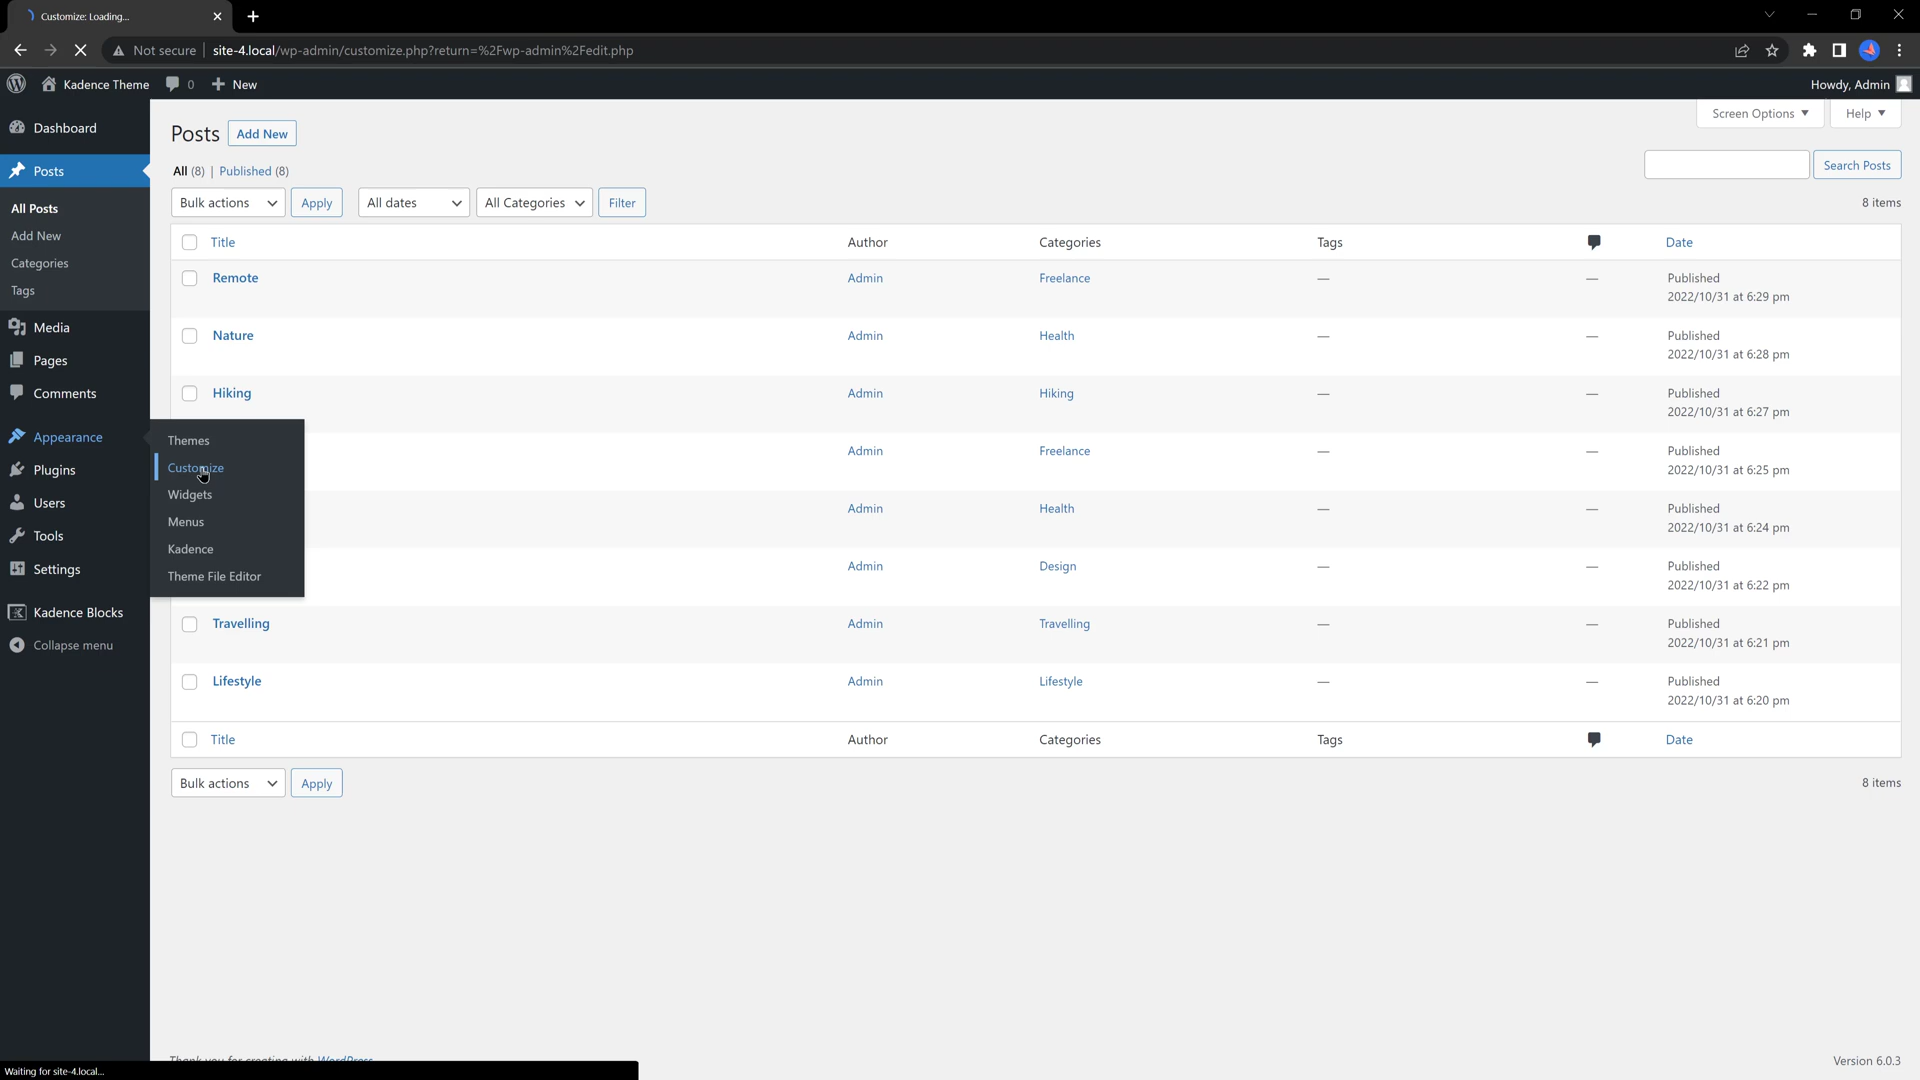 Customize: Loading...
Not secure
site-4.local/wp-admin/customize.php?return=%2Fwp-admin%2Fedit.php
Kadence Theme
0
New
Howdy, Admin
Dashboard
Posts
All Posts
Add New
Categories
Tags
Media
Pages
Comments
Appearance
Plugins
Users
Tools
Settings
Kadence Blocks
Collapse menu
Themes
Customize
Widgets
Menus
Kadence
Theme File Editor
Screen Options
Help
Posts
Add New
All (8) | Published (8)
Search Posts
Bulk actions
Apply
All dates
All Categories
Filter
8 items
Title Author Categories Tags Date
Remote Admin Freelance — — Published
2022/10/31 at 6:29 pm
Nature Admin Health — — Published
2022/10/31 at 6:28 pm
Hiking Admin Hiking — — Published
2022/10/31 at 6:27 pm
Admin Freelance — — Published
2022/10/31 at 6:25 pm
Admin Health — — Published
2022/10/31 at 6:24 pm
Admin Design — — Published
2022/10/31 at 6:22 pm
Travelling Admin Travelling — — Published
2022/10/31 at 6:21 pm
Lifestyle Admin Lifestyle — — Published
2022/10/31 at 6:20 pm
Title Author Categories Tags Date
Bulk actions
Apply
8 items
Thank you for creating with WordPress
Version 6.0.3
Waiting for site-4.local...